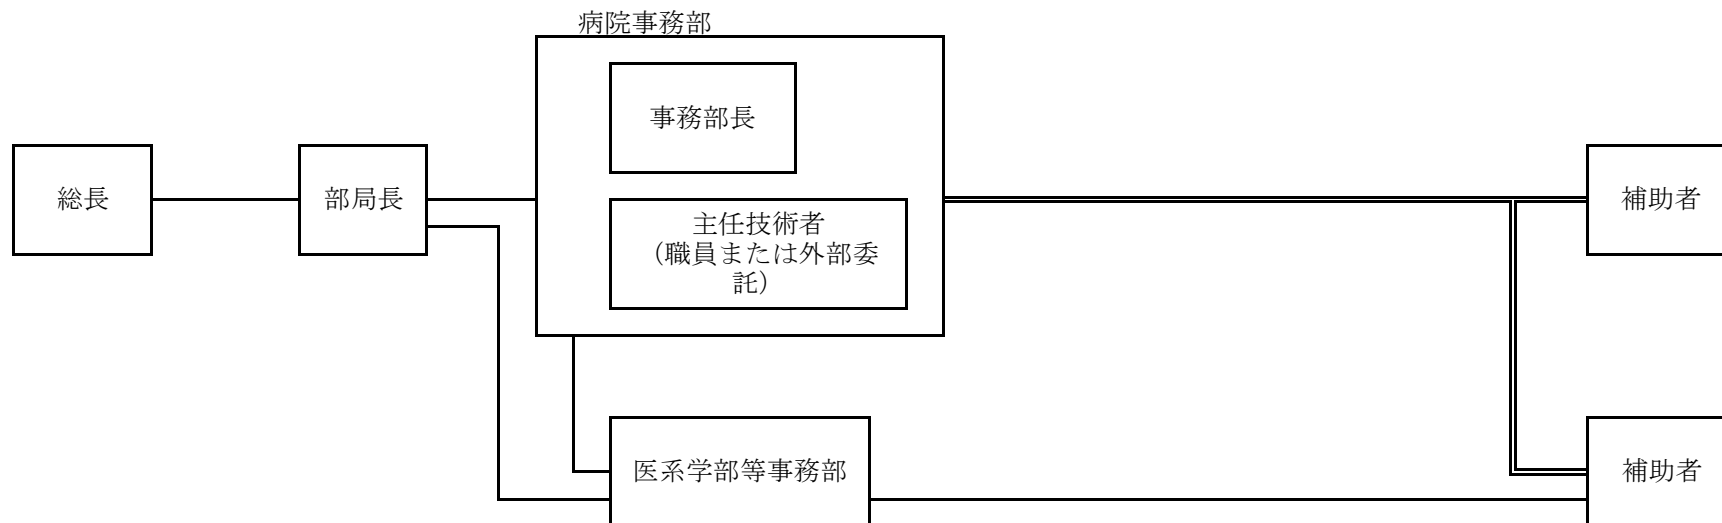 病院事務部
事務部長
総長
部局長
主任技術者
（職員または外部委
託）
補助者
医系学部等事務部
補助者